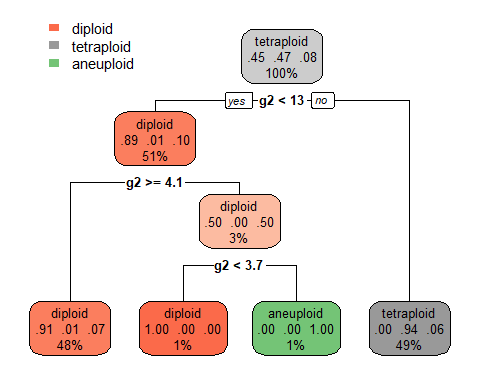 diploid
tetraploid
aneuploid
tetraploid
.45 .47 .08
100%
yes g2 < 13 no
diploid
.89 .01 .10
51%
g2 >= 4.1
diploid
.50 .00 .50
3%
g2 < 3.7
diploid
.91 .01 .07
48%
diploid
1.00 .00 .00
1%
aneuploid
.00 .00 1.00
1%
tetraploid
.00 .94 .06
49%